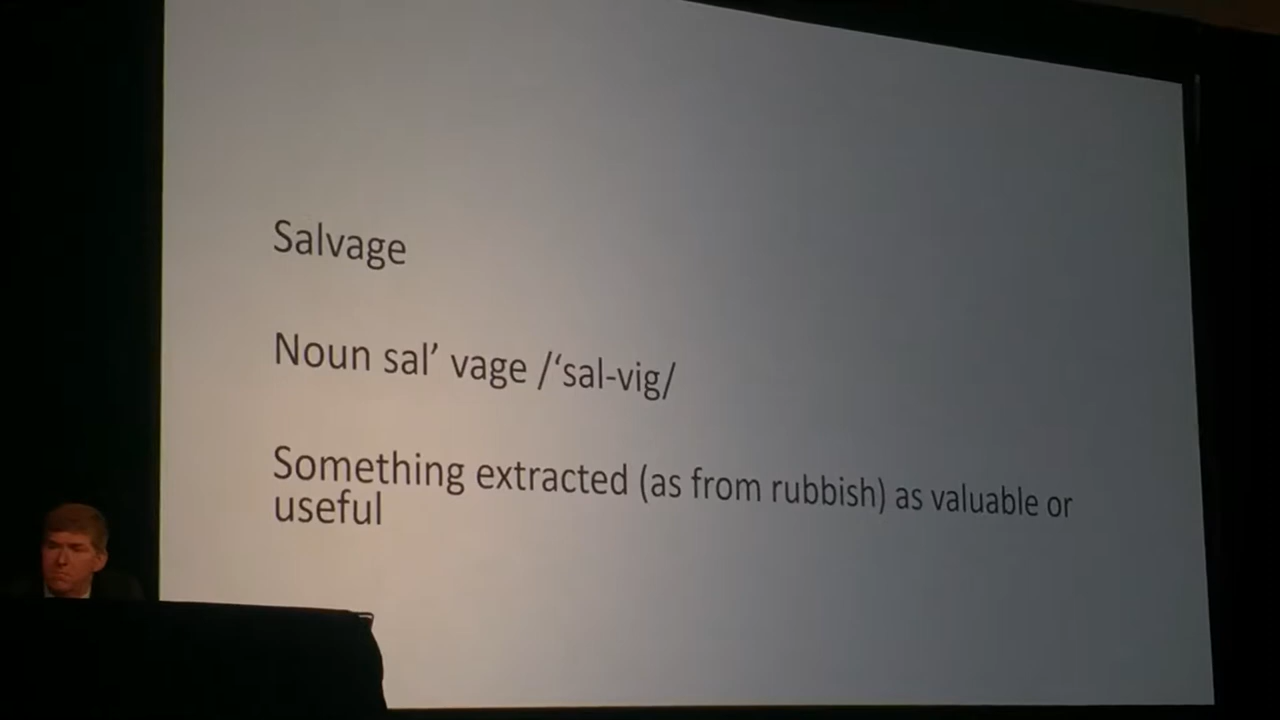 Salvage
Noun sal’ vage /‘sal-vig/
Something extracted (as from rubbish) as valuable or
useful